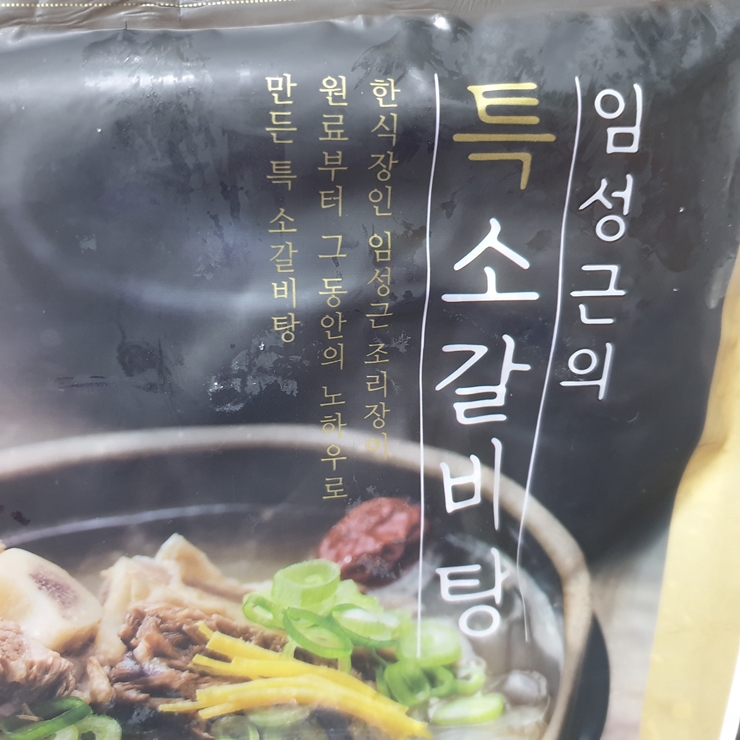 임성근의
특 소갈비탕
한식장인 임성근 조리장이
원료부터 그 동안의 노하우로
만든 특 소갈비탕